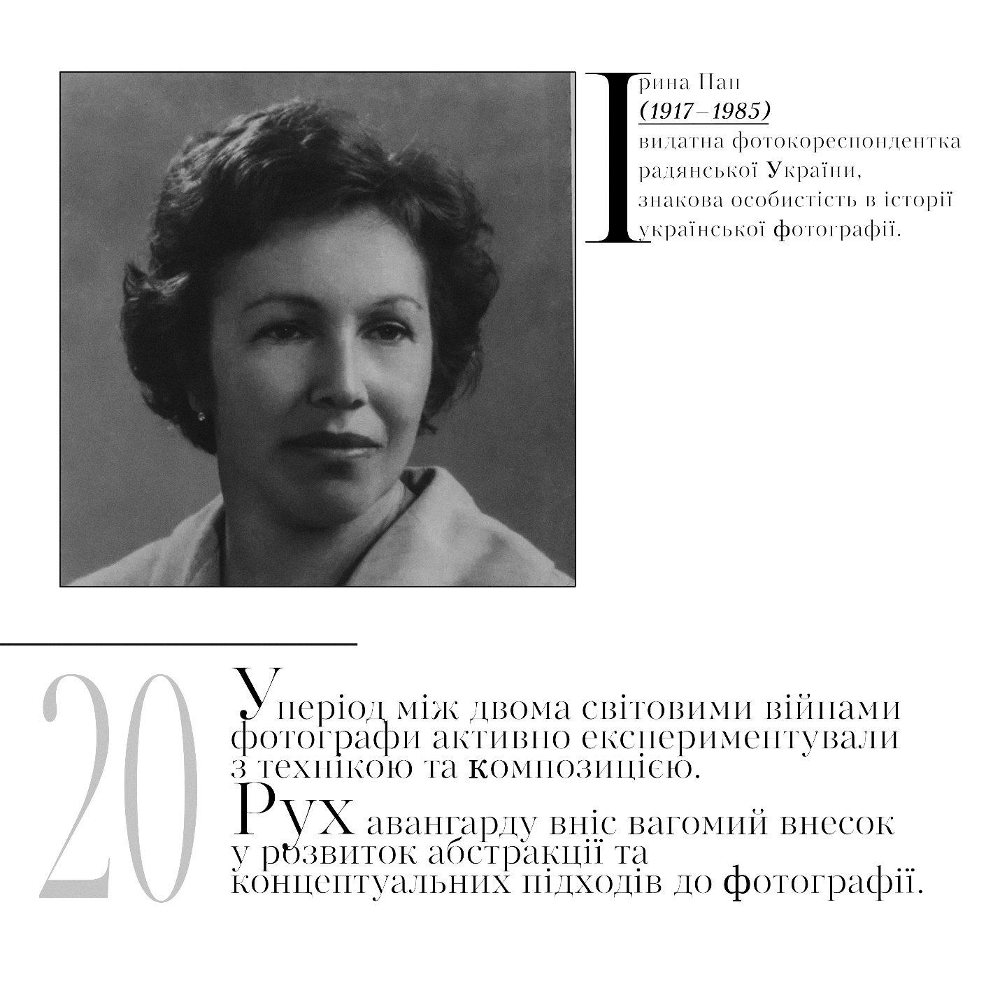 Ірина Пап
(1917–1985)
видатна фотокореспондентка
радянської України,
знакова особистість в історії
української фотографії.
20
У період між двома світовими війнами
фотографи активно експериментували
з технікою та композицією.
Рух авангарду вніс вагомий внесок
у розвиток абстракції та
концептуальних підходів до фотографії.